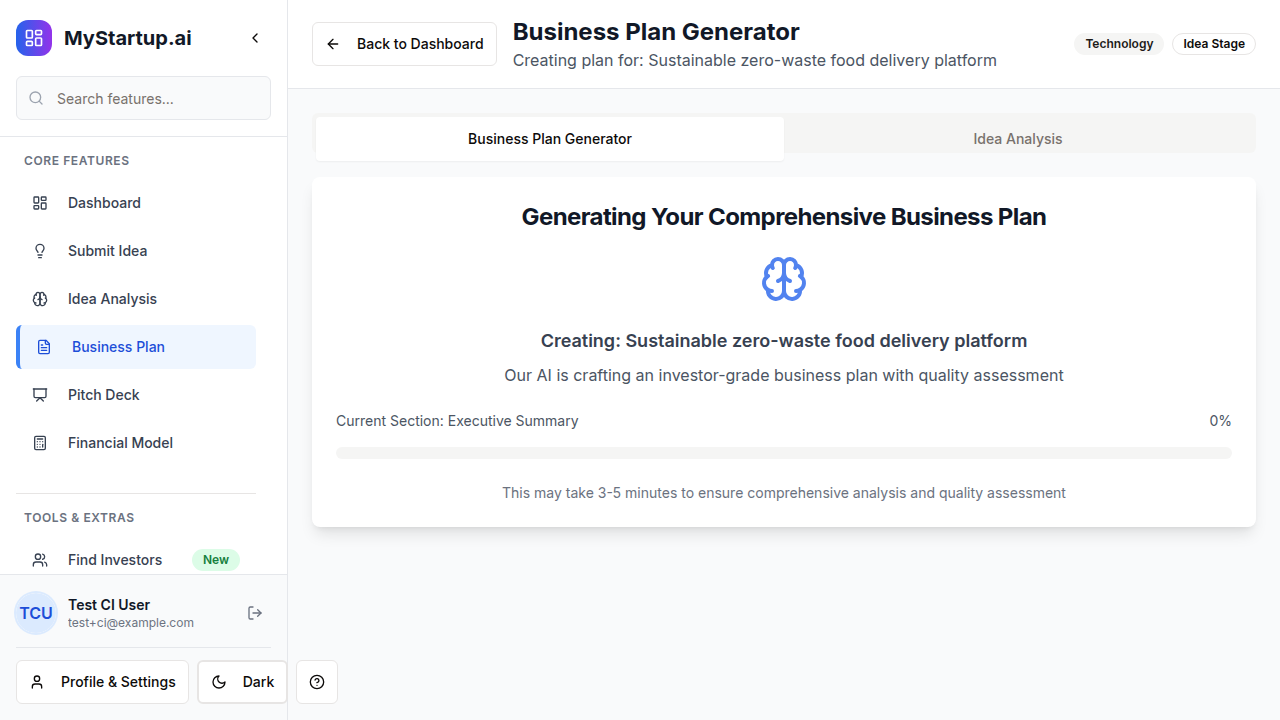 MyStartup.ai
Search features...
CORE FEATURES
Dashboard
Submit Idea
Idea Analysis
Business Plan
Pitch Deck
Financial Model
TOOLS & EXTRAS
Find Investors
New
TCU
Test CI User
test+ci@example.com
Profile & Settings
Dark
Back to Dashboard
Business Plan Generator
Creating plan for: Sustainable zero-waste food delivery platform
Technology
Idea Stage
Business Plan Generator
Idea Analysis
Generating Your Comprehensive Business Plan
Creating: Sustainable zero-waste food delivery platform
Our AI is crafting an investor-grade business plan with quality assessment
Current Section: Executive Summary
0%
This may take 3-5 minutes to ensure comprehensive analysis and quality assessment